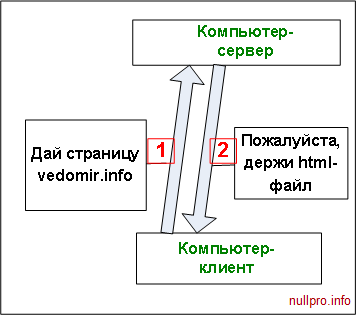 Компьютер-
сервер
Дай страницу
vedomir.info
1
2
Пожалуйста,
держи html-
файл
Компьютер-
клиент
nullpro.info